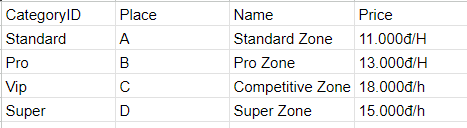 CategoryID Place Name Price
Standard A Standard Zone 11.000đ/H
Pro B Pro Zone 13.000đ/H
Vip C Competitive Zone 18.000đ/h
Super D Super Zone 15.000đ/h